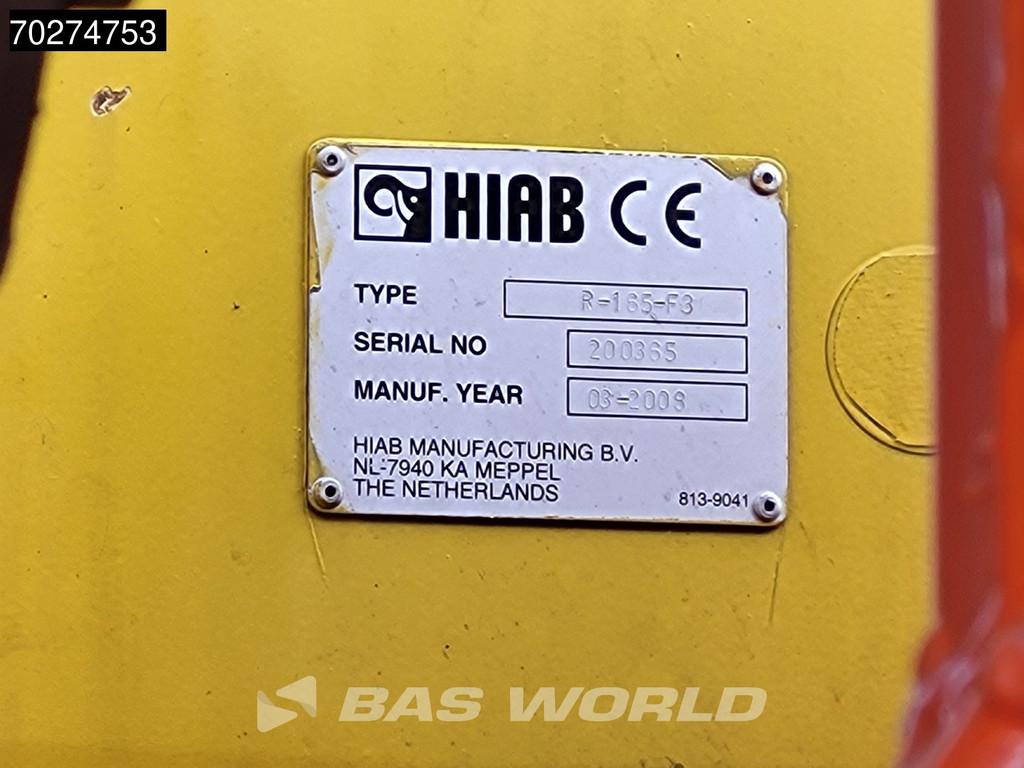 70274753
HIAB CE
TYPE R-165-F3
SERIAL NO 200365
MANUF. YEAR 03-2008
HIAB MANUFACTURING B.V.
NL-7940 KA MEPPEL
THE NETHERLANDS 813-9041
BAS WORLD